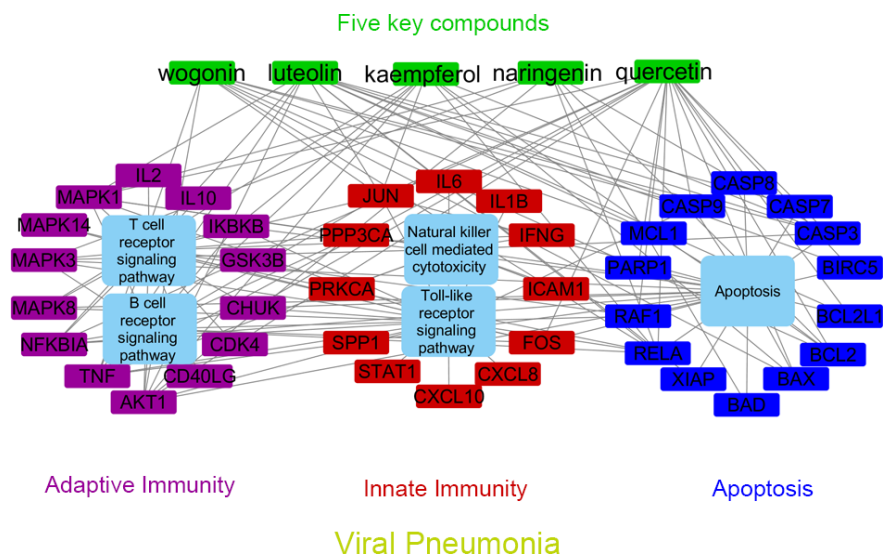 Five key compounds
wogonin luteolin kaempferol naringenin quercetin
IL2
MAPK1
IL10
MAPK14
IKBKB
MAPK3
GSK3B
MAPK8
CHUK
NFKBIA
CDK4
TNF
CD40LG
AKT1
T cell
receptor
signaling
pathway
B cell
receptor
signaling
pathway
IL6
JUN
IL1B
PPP3CA
IFNG
PRKCA
ICAM1
SPP1
FOS
STAT1
CXCL8
CXCL10
Natural killer
cell mediated
cytotoxicity
Toll-like
receptor
signaling
pathway
CASP8
CASP9
CASP7
MCL1
CASP3
PARP1
BIRC5
RAF1
BCL2L1
RELA
BCL2
XIAP
BAX
BAD
Apoptosis
Adaptive Immunity
Innate Immunity
Apoptosis
Viral Pneumonia